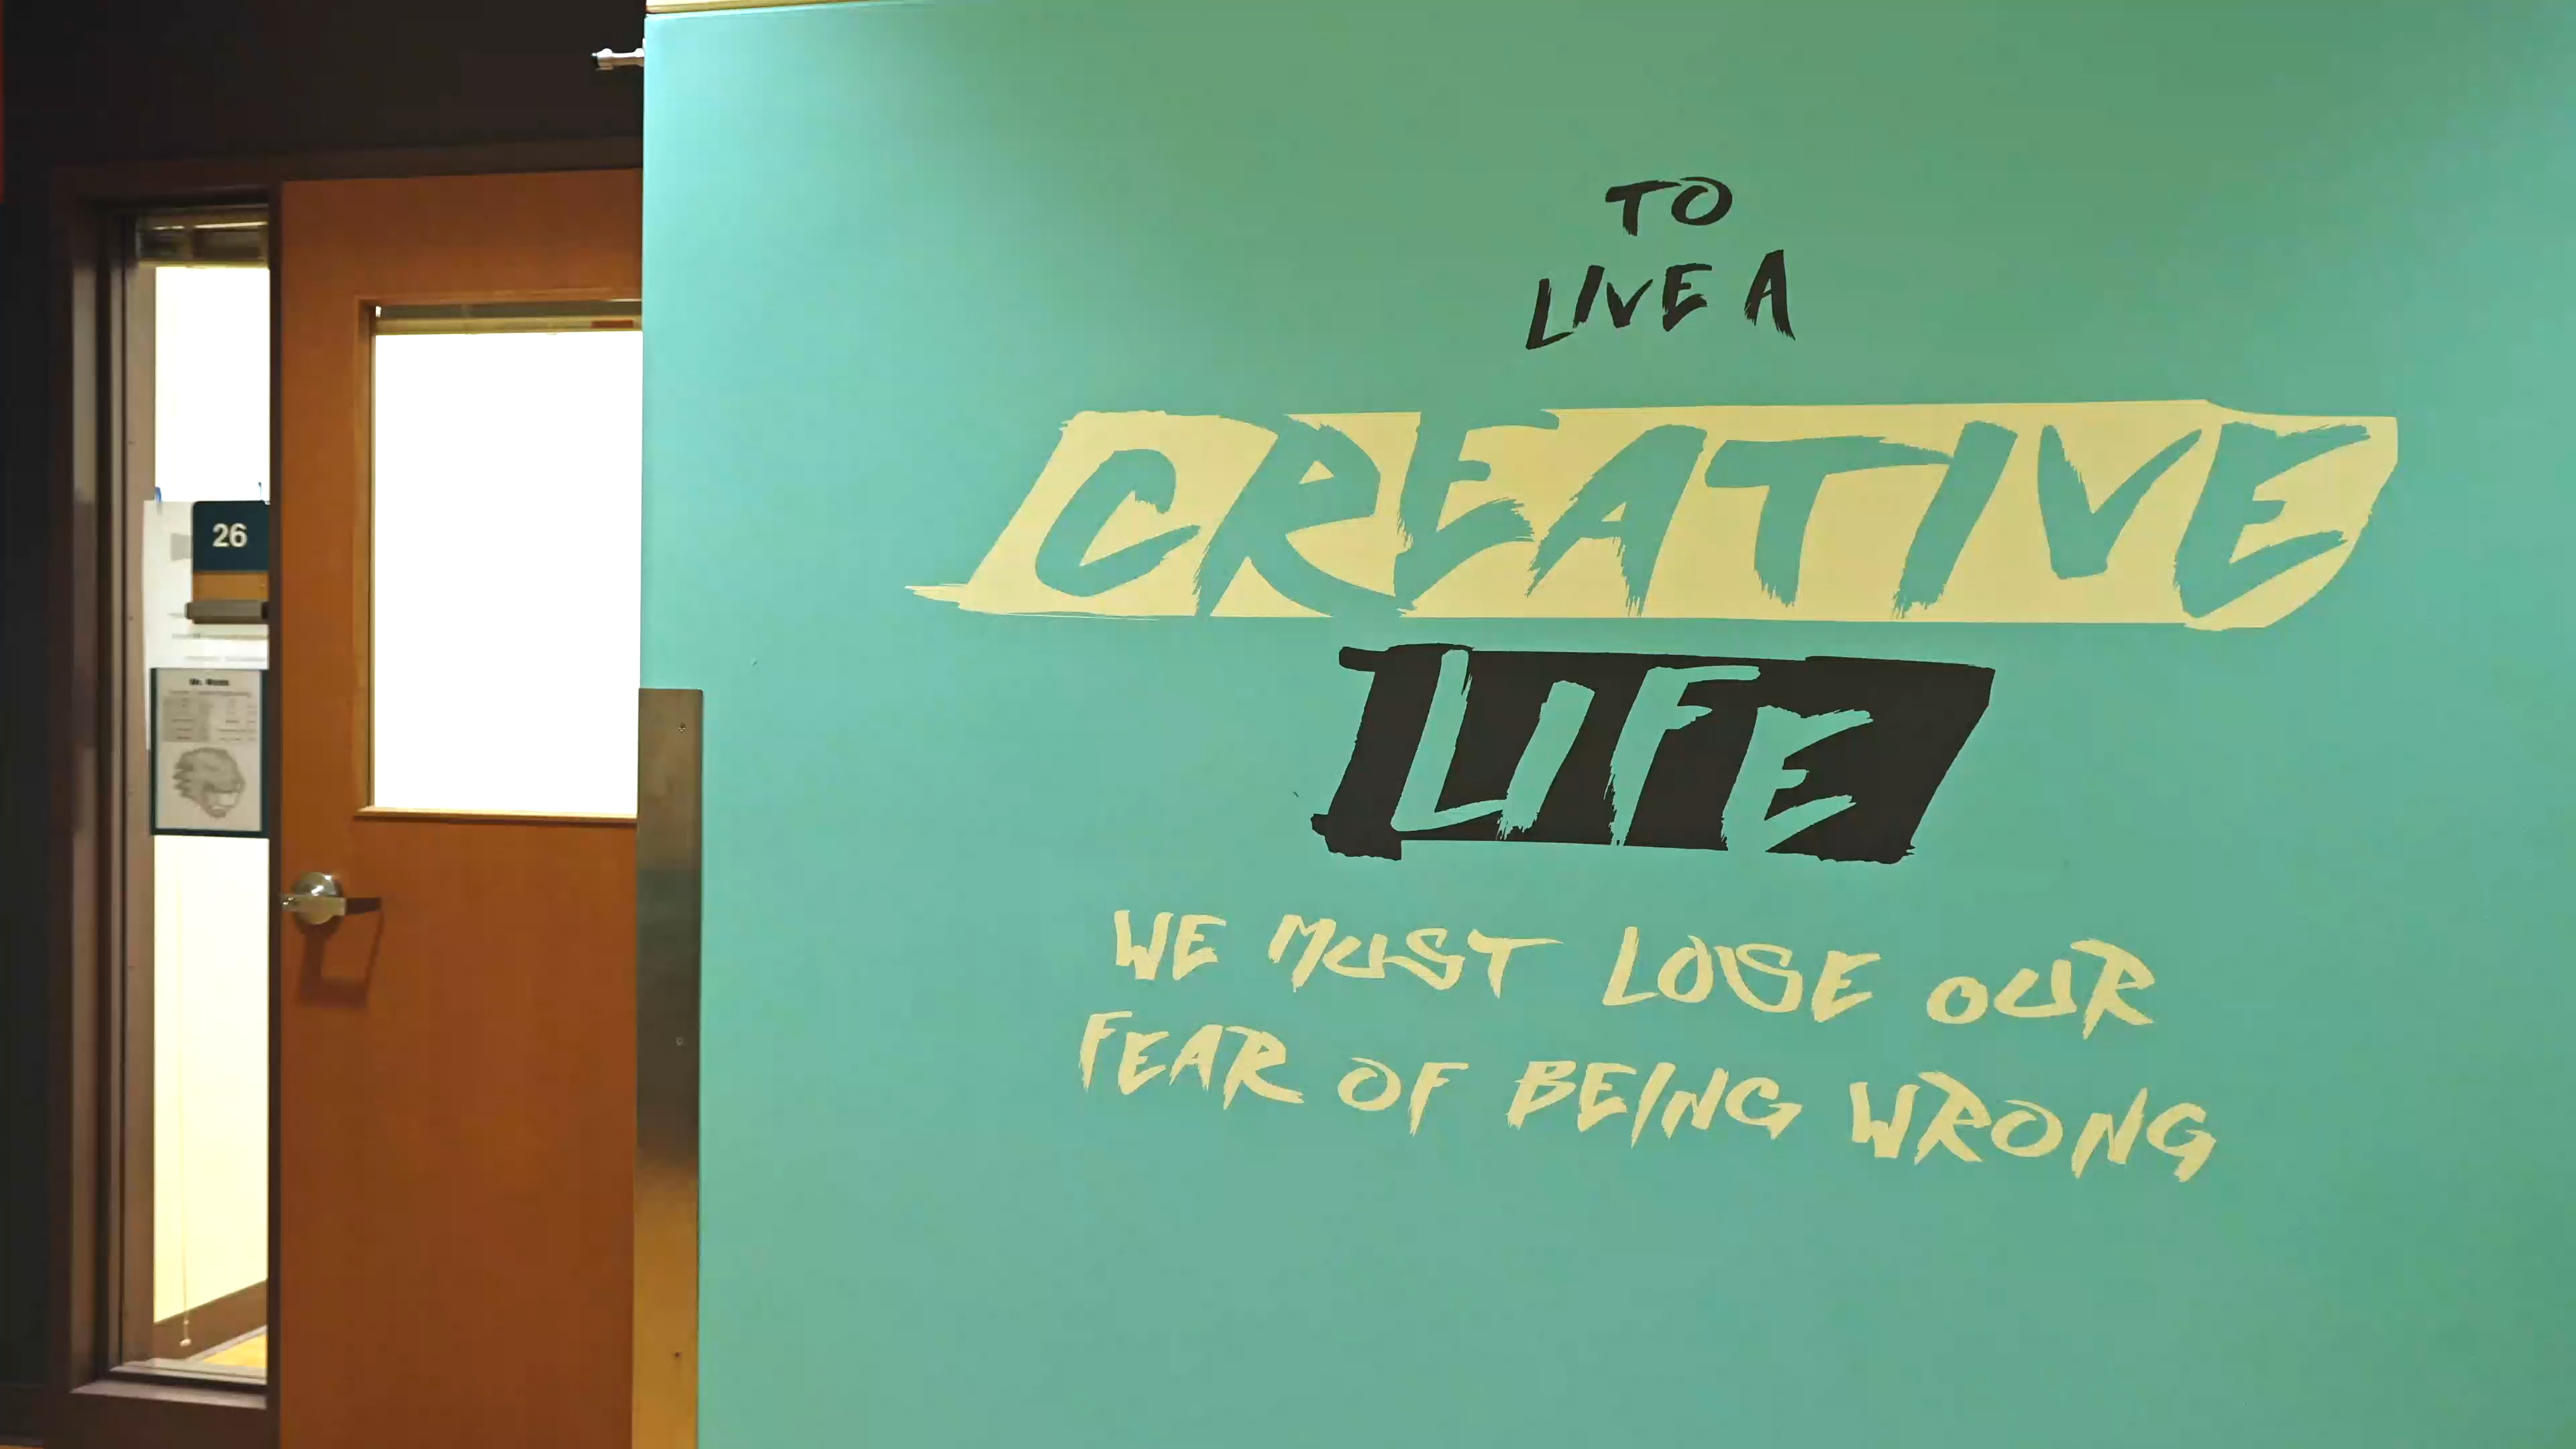 TO
LIVE A
CREATIVE
LIFE
WE MUST LOSE OUR
FEAR OF BEING WRONG
26